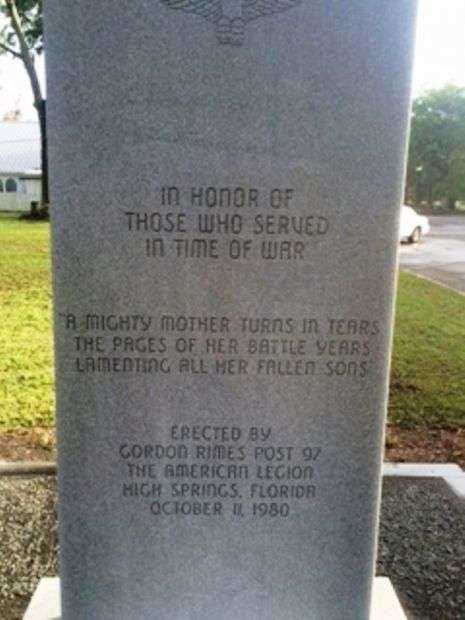 IN HONOR OF
THOSE WHO SERVED
IN TIME OF WAR
"A MIGHTY MOTHER TURNS IN TEARS
THE PAGES OF HER BATTLE YEARS
LAMENTING ALL HER FALLEN SONS"
ERECTED BY
GORDON RIMES POST 97
THE AMERICAN LEGION
HIGH SPRINGS, FLORIDA
OCTOBER 11, 1980